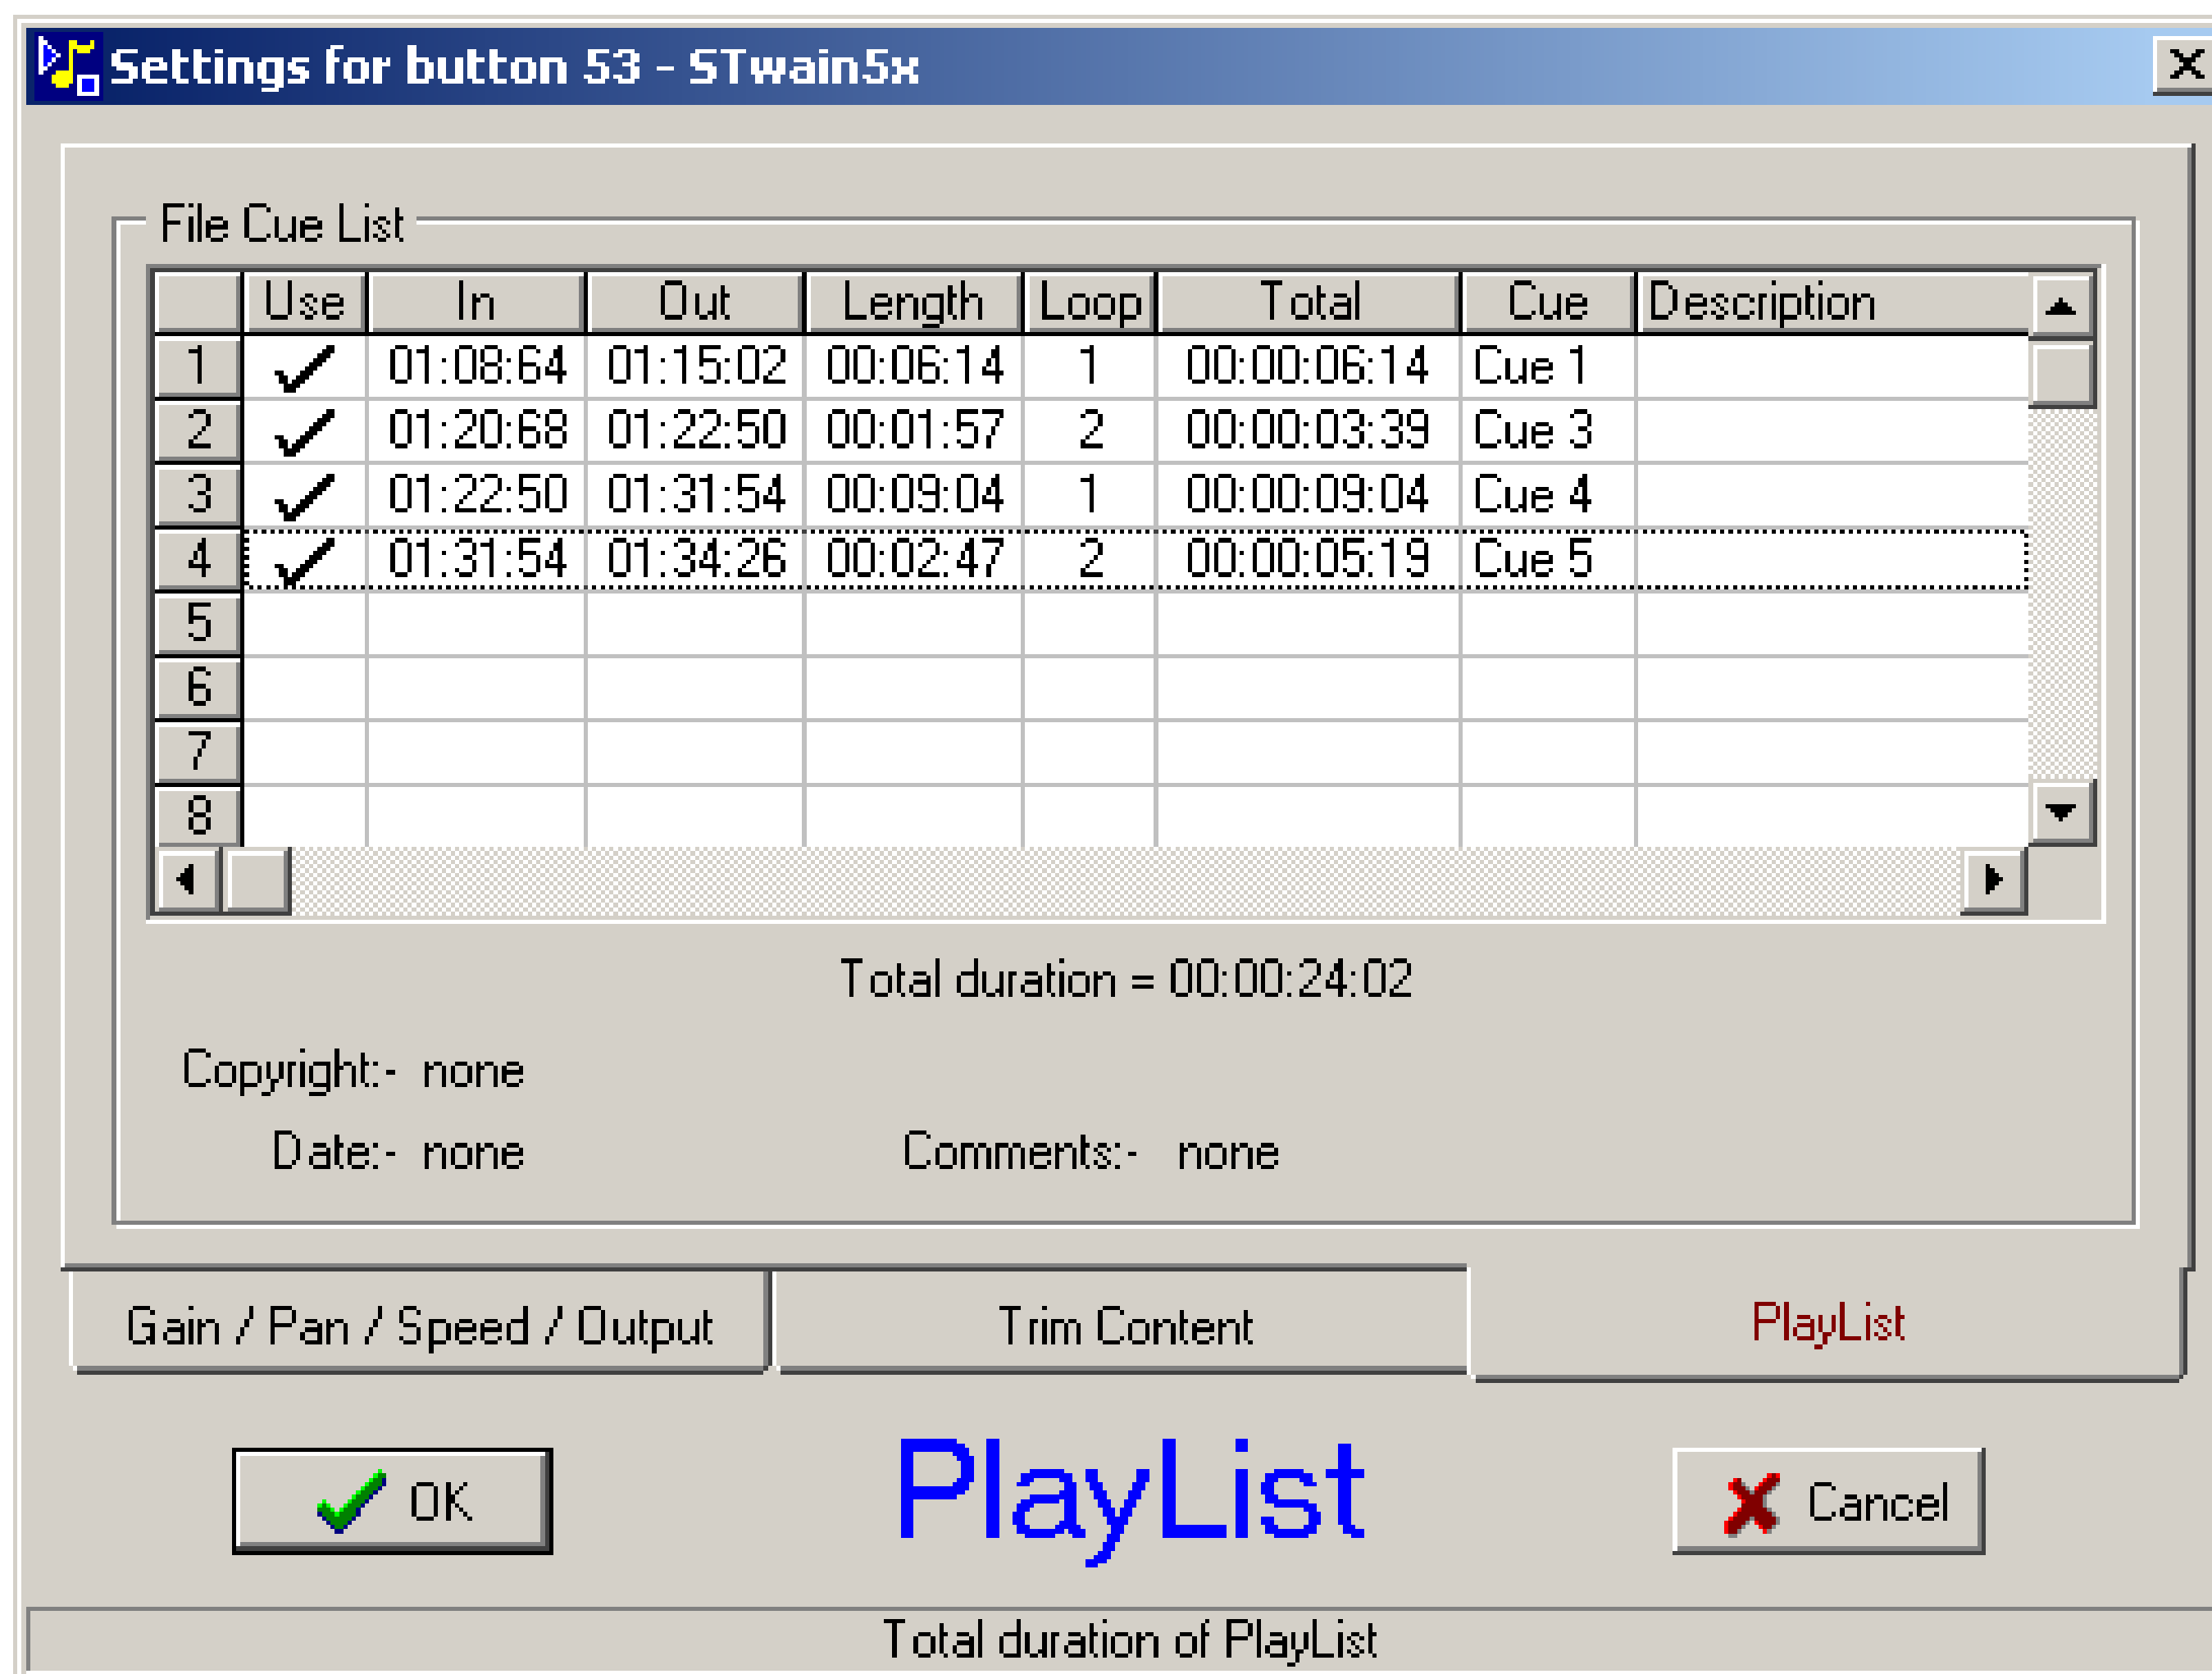 Settings for button 53 - STwain5x
File Cue List
Use In Out Length Loop Total Cue Description
1 01:08:64 01:15:02 00:06:14 1 00:00:06:14 Cue 1
2 01:20:68 01:22:50 00:01:57 2 00:00:03:39 Cue 3
3 01:22:50 01:31:54 00:09:04 1 00:00:09:04 Cue 4
4 01:31:54 01:34:26 00:02:47 2 00:00:05:19 Cue 5
5
6
7
8
Total duration = 00:00:24:02
Copyright:- none
Date:- none Comments:- none
Gain / Pan / Speed / Output Trim Content PlayList
OK PlayList Cancel
Total duration of PlayList